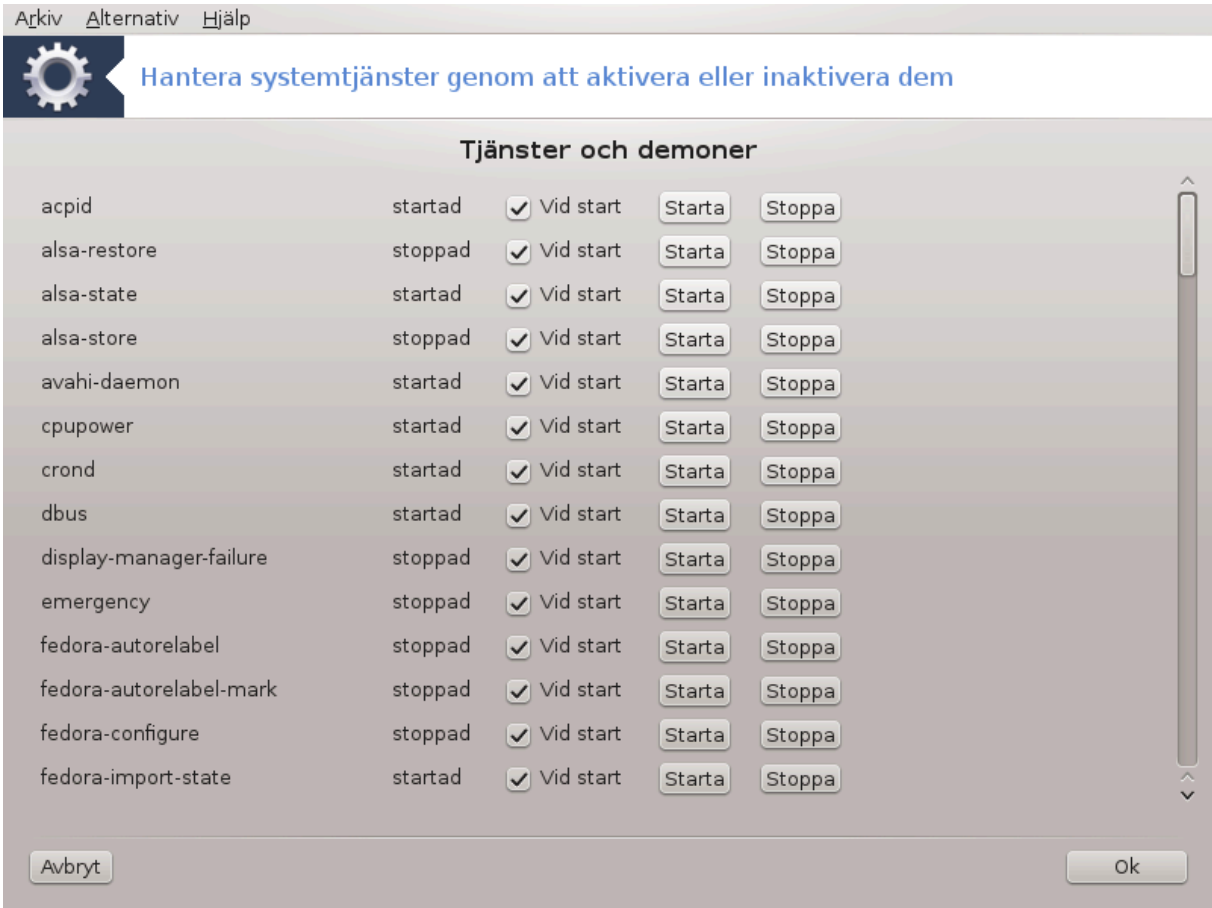 Arkiv Alternativ Hjälp
Hantera systemtjänster genom att aktivera eller inaktivera dem
Tjänster och demoner
acpid startad Vid start Starta Stoppa
alsa-restore stoppad Vid start Starta Stoppa
alsa-state startad Vid start Starta Stoppa
alsa-store stoppad Vid start Starta Stoppa
avahi-daemon startad Vid start Starta Stoppa
cpupower startad Vid start Starta Stoppa
crond startad Vid start Starta Stoppa
dbus startad Vid start Starta Stoppa
display-manager-failure stoppad Vid start Starta Stoppa
emergency stoppad Vid start Starta Stoppa
fedora-autorelabel stoppad Vid start Starta Stoppa
fedora-autorelabel-mark stoppad Vid start Starta Stoppa
fedora-configure stoppad Vid start Starta Stoppa
fedora-import-state startad Vid start Starta Stoppa
Avbryt Ok